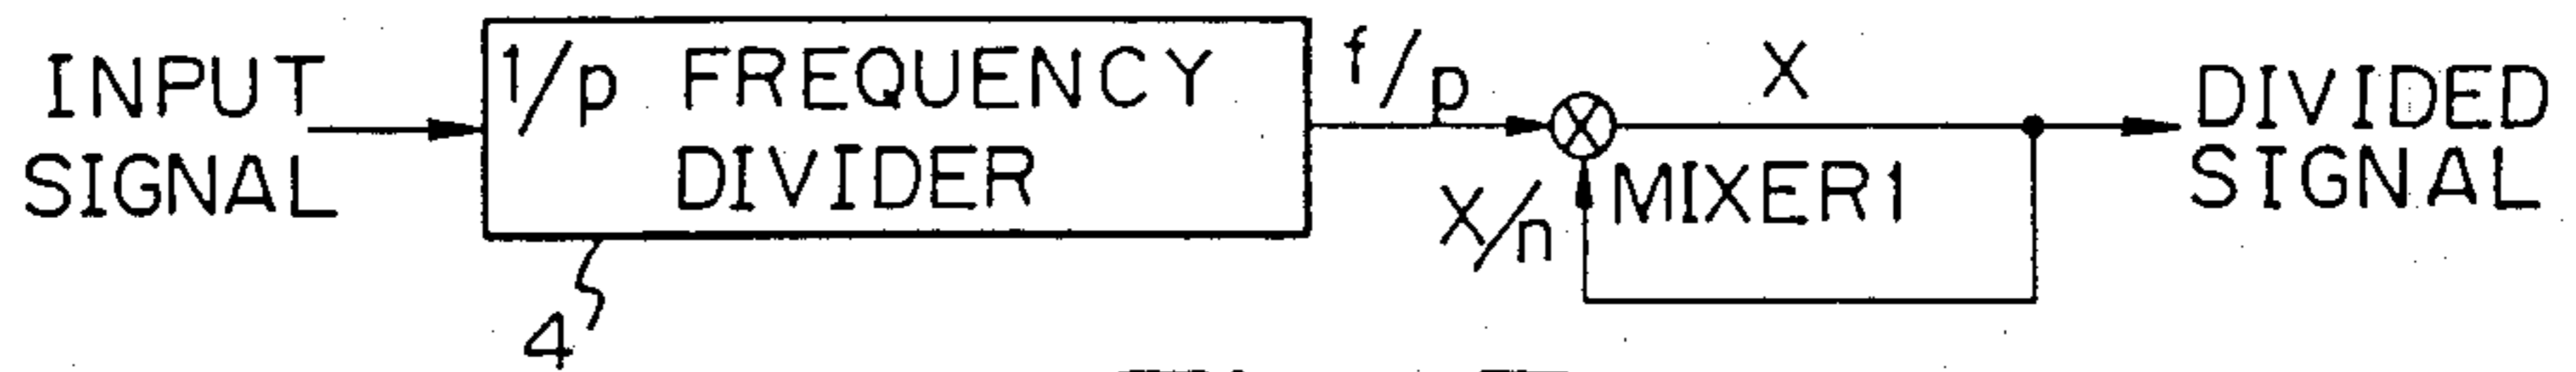 INPUT
SIGNAL
1/p FREQUENCY
DIVIDER
4
f/p
X
X/n
MIXER1
DIVIDED
SIGNAL